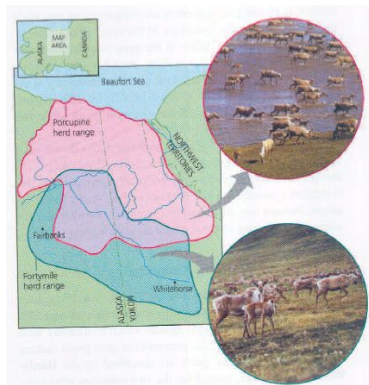 ALASKA
MAP
AREA
CANADA
Beaufort Sea
Porcupine
herd range
NORTHWEST
TERRITORIES
Fairbanks
Fortymile
herd range
Whitehorse
ALASKA
YUKON